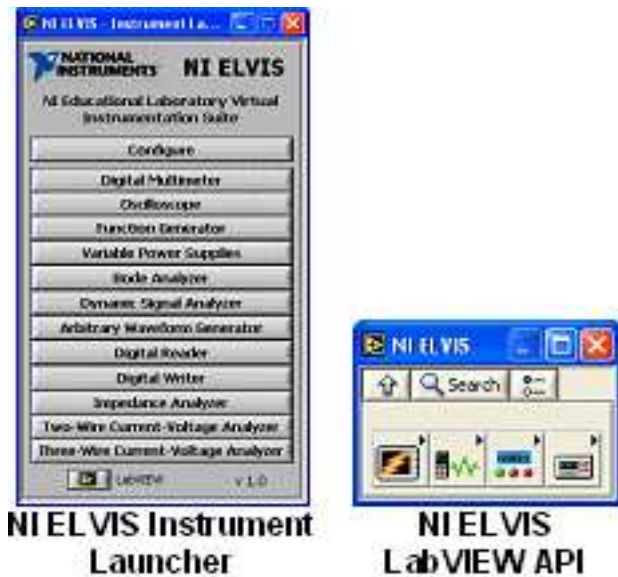 NI ELVIS - Instrument La...
NATIONAL INSTRUMENTS
NI ELVIS
NI Educational Laboratory Virtual
Instrumentation Suite
Configure
Digital Multimeter
Oscilloscope
Function Generator
Variable Power Supplies
Bode Analyzer
Dynamic Signal Analyzer
Arbitrary Waveform Generator
Digital Reader
Digital Writer
Impedance Analyzer
Two-Wire Current-Voltage Analyzer
Three-Wire Current-Voltage Analyzer
LabVIEW v 1.0
NI ELVIS Instrument
Launcher
NI ELVIS
Search
NI ELVIS
LabVIEW API